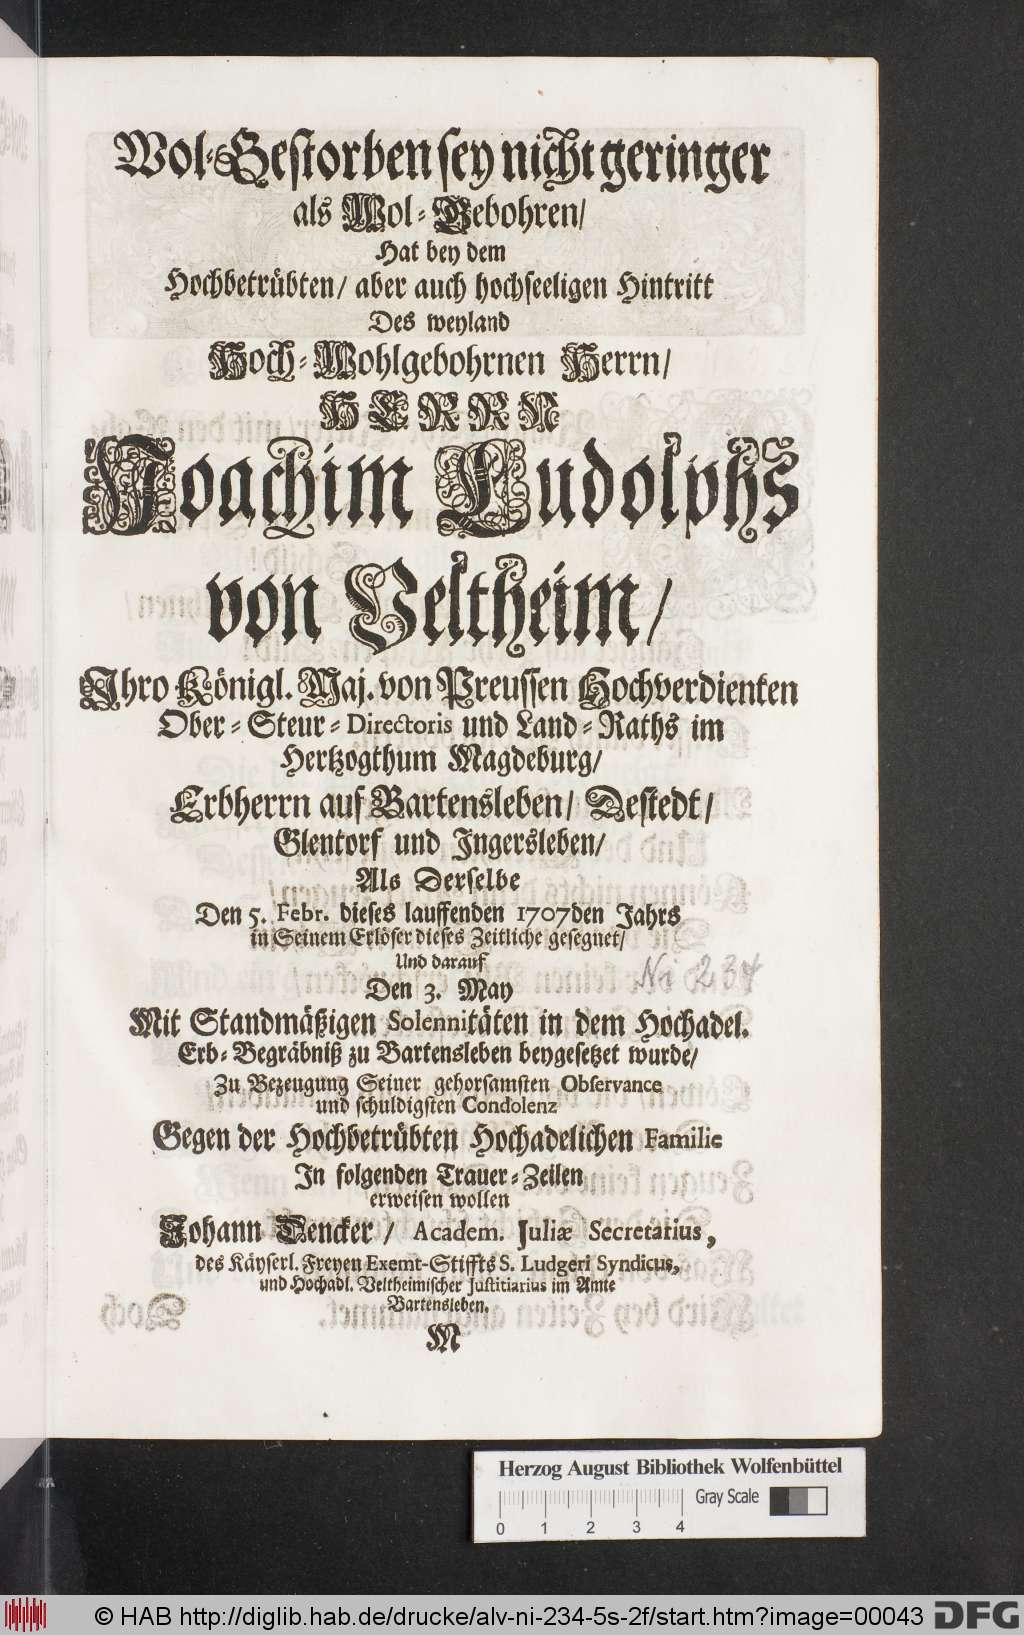 Wol-Gestorben sey nicht geringer
als Wol-Gebohren/
Hat bey dem
Hochbetrübten/ aber auch hochseeligen Hintritt
Des weyland
Hoch-Wohlgebohrnen Herrn/
HERRN
Joachim Ludolphs
von Veltheim/
Ihro Königl. Maj. von Preussen Hochverdienten
Ober-Steur-Directoris und Land-Raths im
Hertzogthum Magdeburg/
Erbherrn auf Bartensleben/ Destedt/
Glentorf und Ingersleben/
Als Derselbe
Den 5. Febr. dieses lauffenden 1707den Jahrs
in Seinem Erlöser dieses Zeitliche gesegnet/
Und darauf
Den 3. May
Mit Standmäßigen Solennitäten in dem Hochadel.
Erb-Begräbniß zu Bartensleben beygesetzet wurde/
Zu Bezeugung Seiner gehorsamsten Observance
und schuldigsten Condolenz
Gegen der Hochbetrübten Hochadelichen Familie
In folgenden Trauer-Zeilen
erweisen wollen
Johann Dencker/ Academ. Juliæ Secretarius,
des Käyserl. Freyen Exemt-Stiffts S. Ludgeri Syndicus,
und Hochadl. Veltheimischer Justitiarius im Amte
Bartensleben.
M
Ni 234
Herzog August Bibliothek Wolfenbüttel
Gray Scale
0 1 2 3 4
© HAB http://diglib.hab.de/drucke/alv-ni-234-5s-2f/start.htm?image=00043
DFG